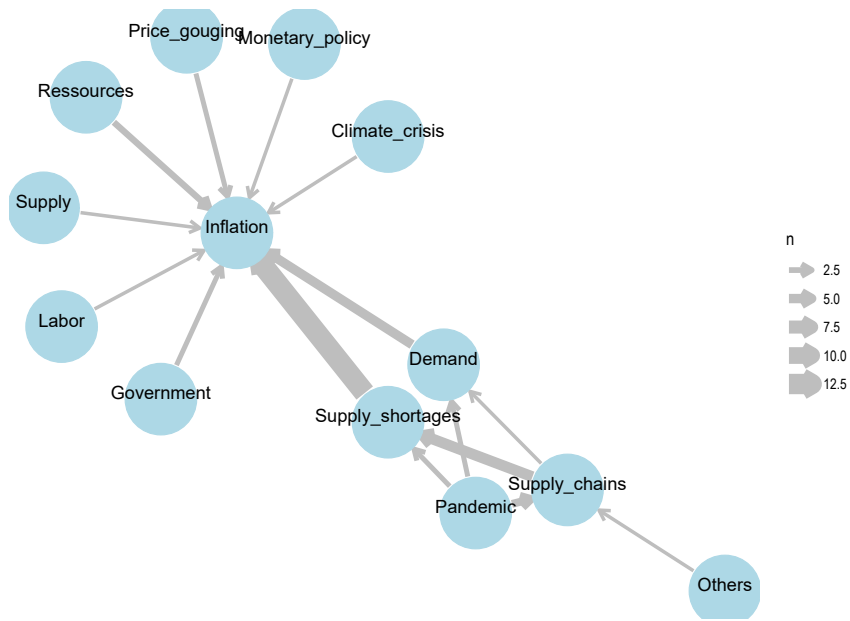 Price_gouging
Monetary_policy
Ressources
Climate_crisis
Supply
Inflation
n
2.5
5.0
Labor
7.5
Demand
10.0
12.5
Government
Supply_shortages
Supply_chains
Pandemic
Others